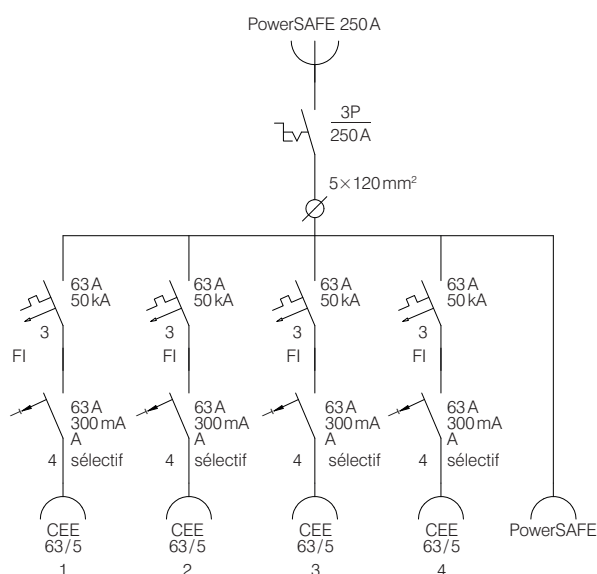 PowerSAFE 250 A
3P
250 A
5×120 mm²
63 A
50 kA
3
63 A
50 kA
3
63 A
50 kA
3
63 A
50 kA
3
FI
FI
FI
FI
63 A
300 mA
A
4 sélectif
63 A
300 mA
A
4 sélectif
63 A
300 mA
A
4 sélectif
63 A
300 mA
A
4 sélectif
CEE
63/5
1
CEE
63/5
2
CEE
63/5
3
CEE
63/5
4
PowerSAFE